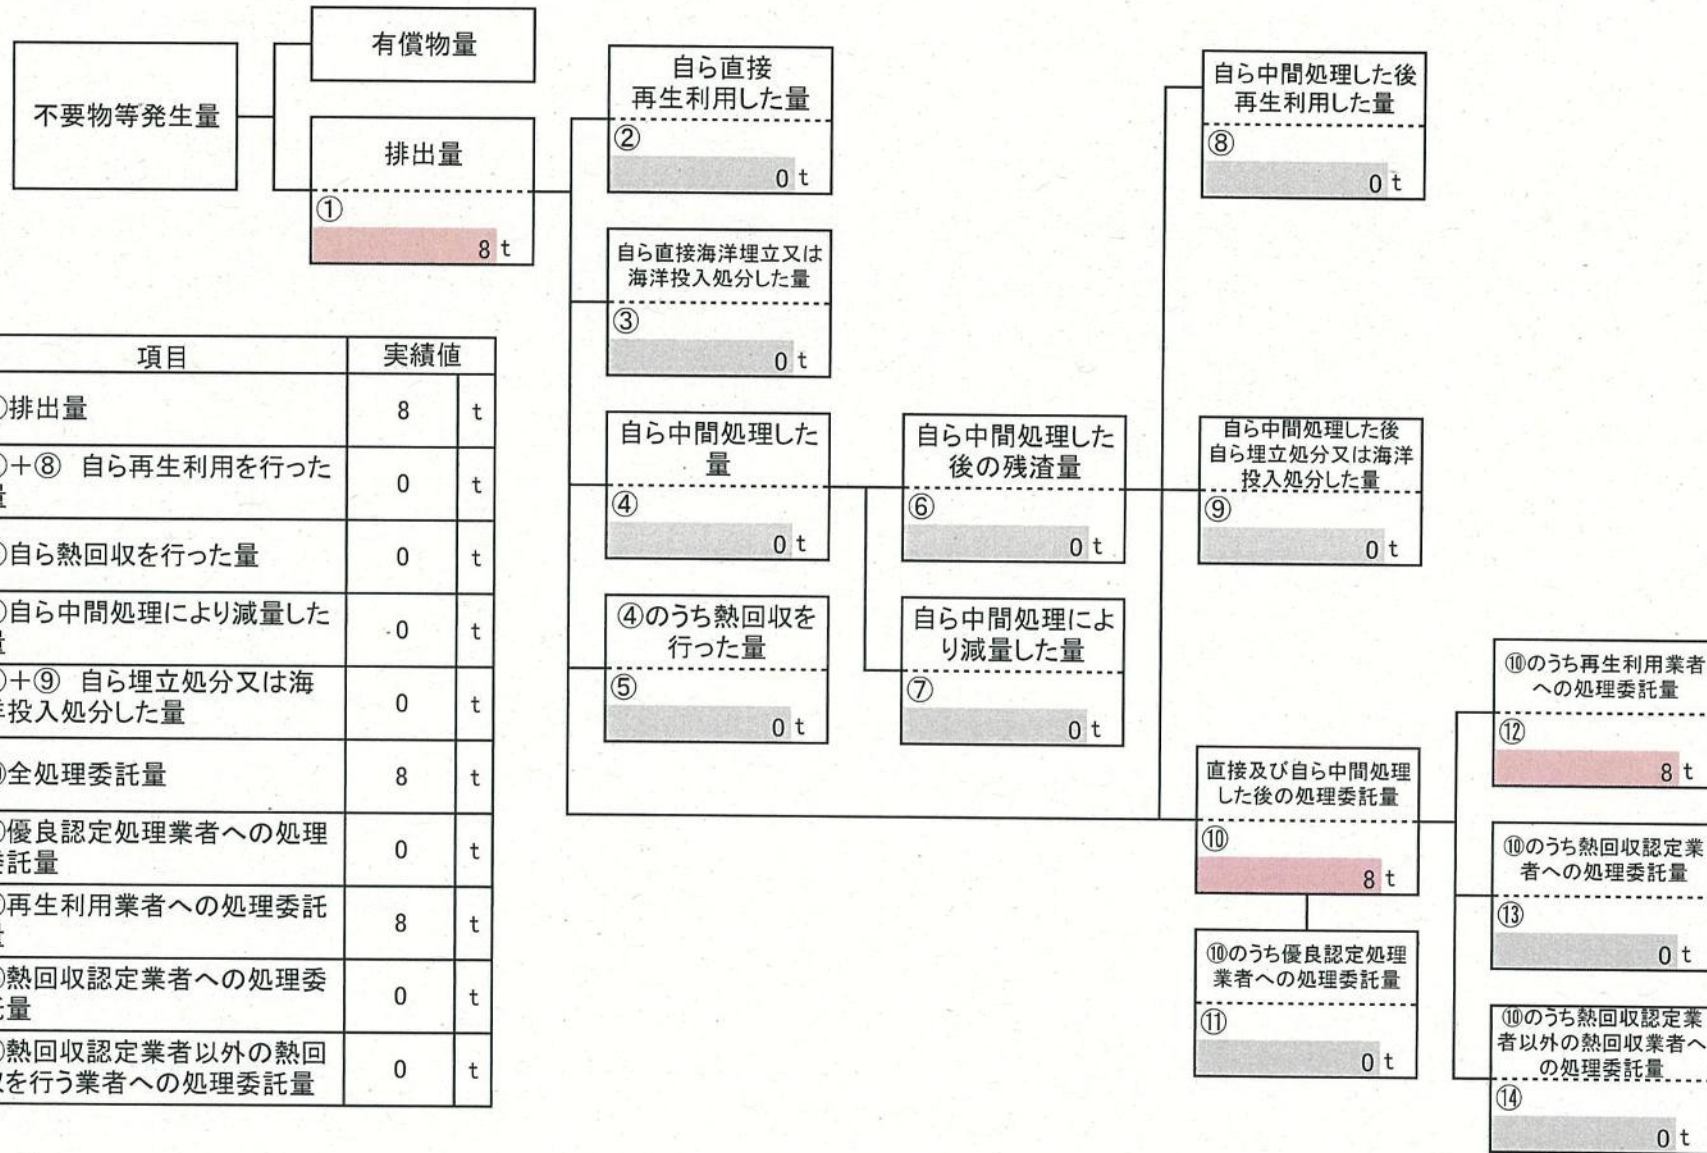 不要物等発生量
有償物量
排出量
①
8 t
自ら直接
再生利用した量
②
0 t
自ら直接海洋埋立又は
海洋投入処分した量
③
0 t
自ら中間処理した
量
④
0 t
④のうち熱回収を
行った量
⑤
0 t
自ら中間処理した
後の残渣量
⑥
0 t
自ら中間処理によ
り減量した量
⑦
0 t
自ら中間処理した後
再生利用した量
⑧
0 t
自ら中間処理した後
自ら埋立処分又は海洋
投入処分した量
⑨
0 t
直接及び自ら中間処理
した後の処理委託量
⑩
8 t
⑩のうち優良認定処理
業者への処理委託量
⑪
0 t
⑩のうち再生利用業者
への処理委託量
⑫
8 t
⑩のうち熱回収認定業
者への処理委託量
⑬
0 t
⑩のうち熱回収認定業
者以外の熱回収業者へ
の処理委託量
⑭
0 t
項目 実績値
排出量 8 t
+⑧ 自ら再生利用を行った
量 0 t
自ら熱回収を行った量 0 t
自ら中間処理により減量した
量 0 t
+⑨ 自ら埋立処分又は海
洋投入処分した量 0 t
全処理委託量 8 t
優良認定処理業者への処理
委託量 0 t
再生利用業者への処理委託
量 8 t
熱回収認定業者への処理委
託量 0 t
熱回収認定業者以外の熱回
収を行う業者への処理委託量 0 t